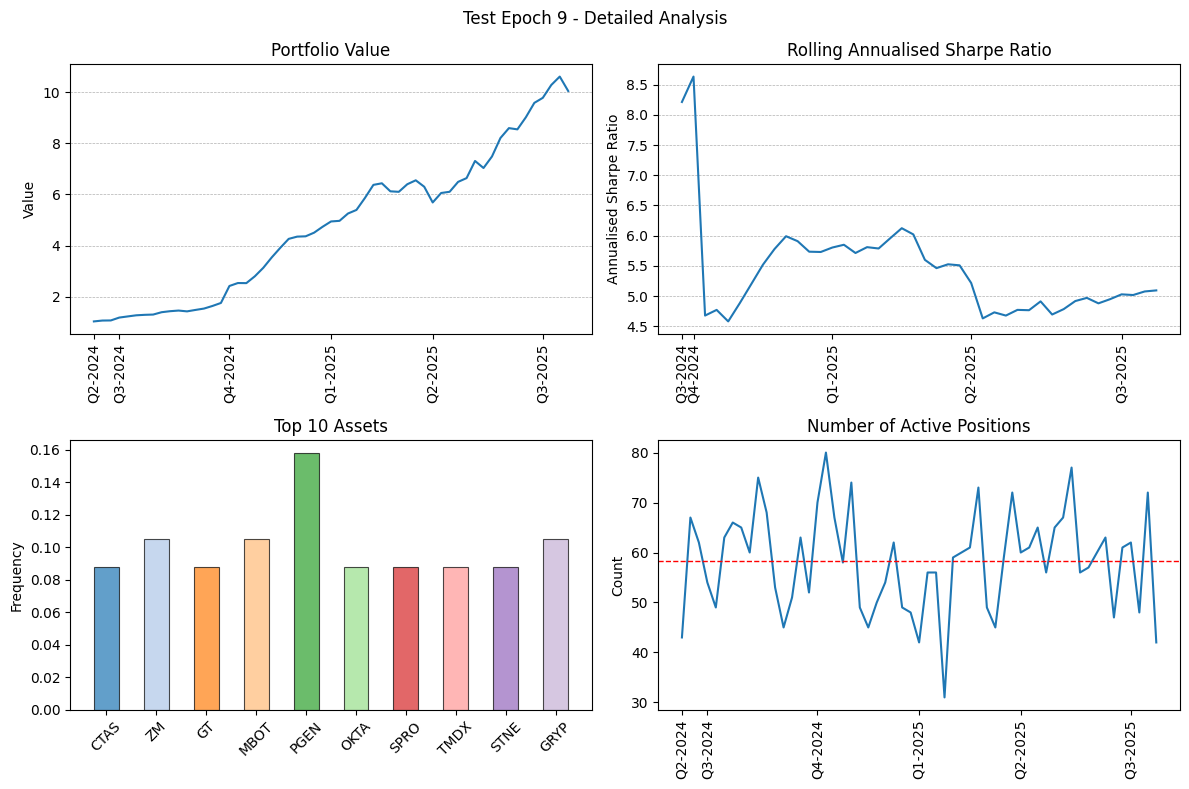 Test Epoch 9 - Detailed Analysis
Portfolio Value
Value
10
8
6
4
2
Q2-2024
Q3-2024
Q4-2024
Q1-2025
Q2-2025
Q3-2025
Rolling Annualised Sharpe Ratio
Annualised Sharpe Ratio
8.5
8.0
7.5
7.0
6.5
6.0
5.5
5.0
4.5
Q3-2024
Q4-2024
Q1-2025
Q2-2025
Q3-2025
Top 10 Assets
Frequency
0.16
0.14
0.12
0.10
0.08
0.06
0.04
0.02
0.00
CTAS
ZM
GT
MBOT
PGEN
OKTA
SPRO
TMDX
STNE
GRYP
Number of Active Positions
Count
80
70
60
50
40
30
Q2-2024
Q3-2024
Q4-2024
Q1-2025
Q2-2025
Q3-2025